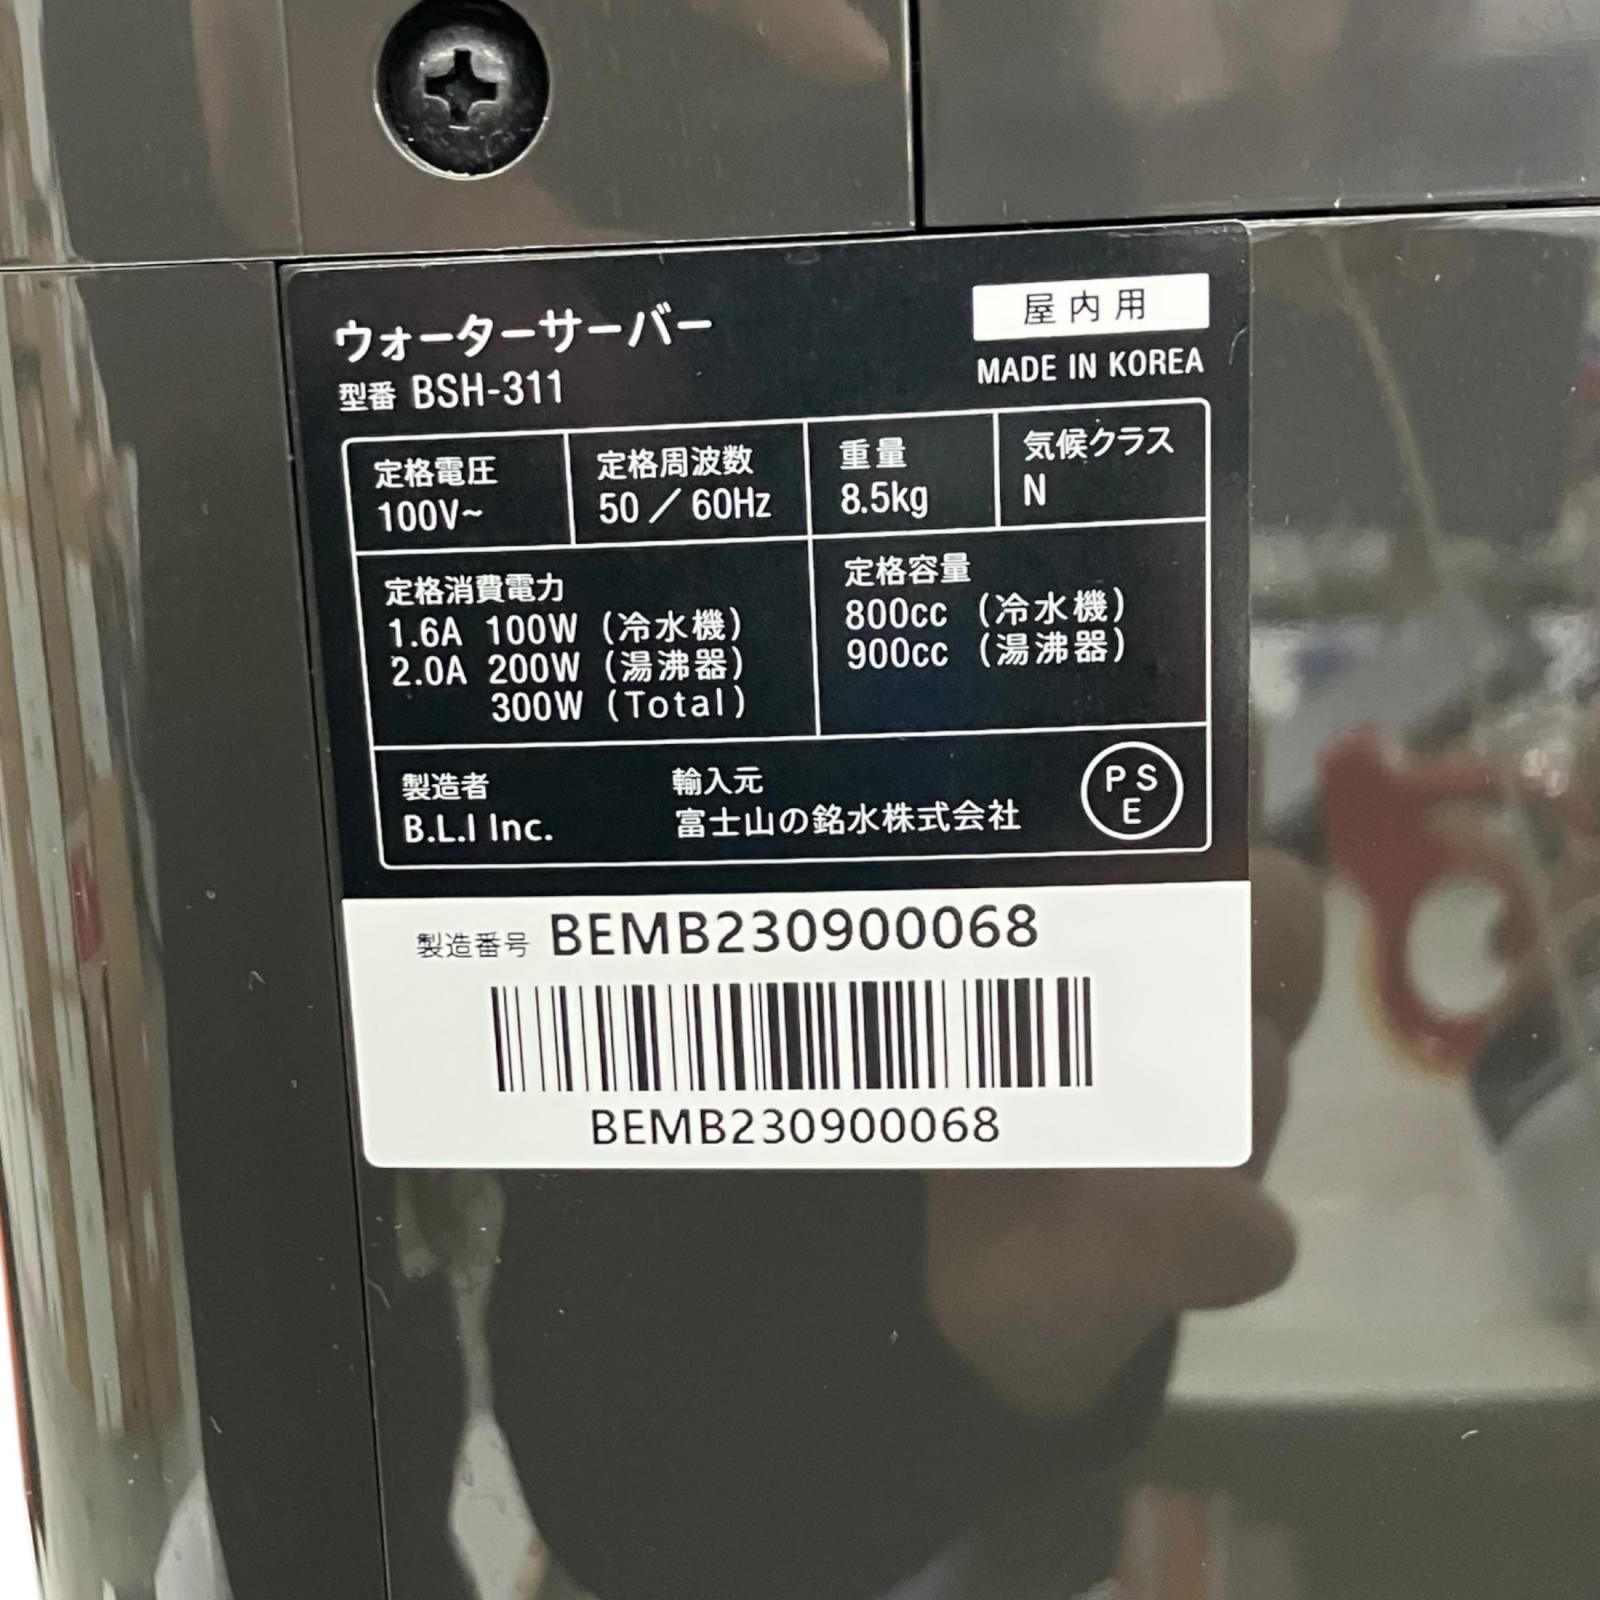 ウォーターサーバー
型番 BSH-311
屋内用
MADE IN KOREA
定格電圧
100V~
定格周波数
50／60Hz
重量
8.5kg
気候クラス
N
定格消費電力
1.6A 100W（冷水機）
2.0A 200W（湯沸器）
300W（Total）
定格容量
800cc（冷水機）
900cc（湯沸器）
製造者
B.L.I Inc.
輸入元
富士山の銘水株式会社
PS
E
製造番号 BEMB230900068
BEMB230900068